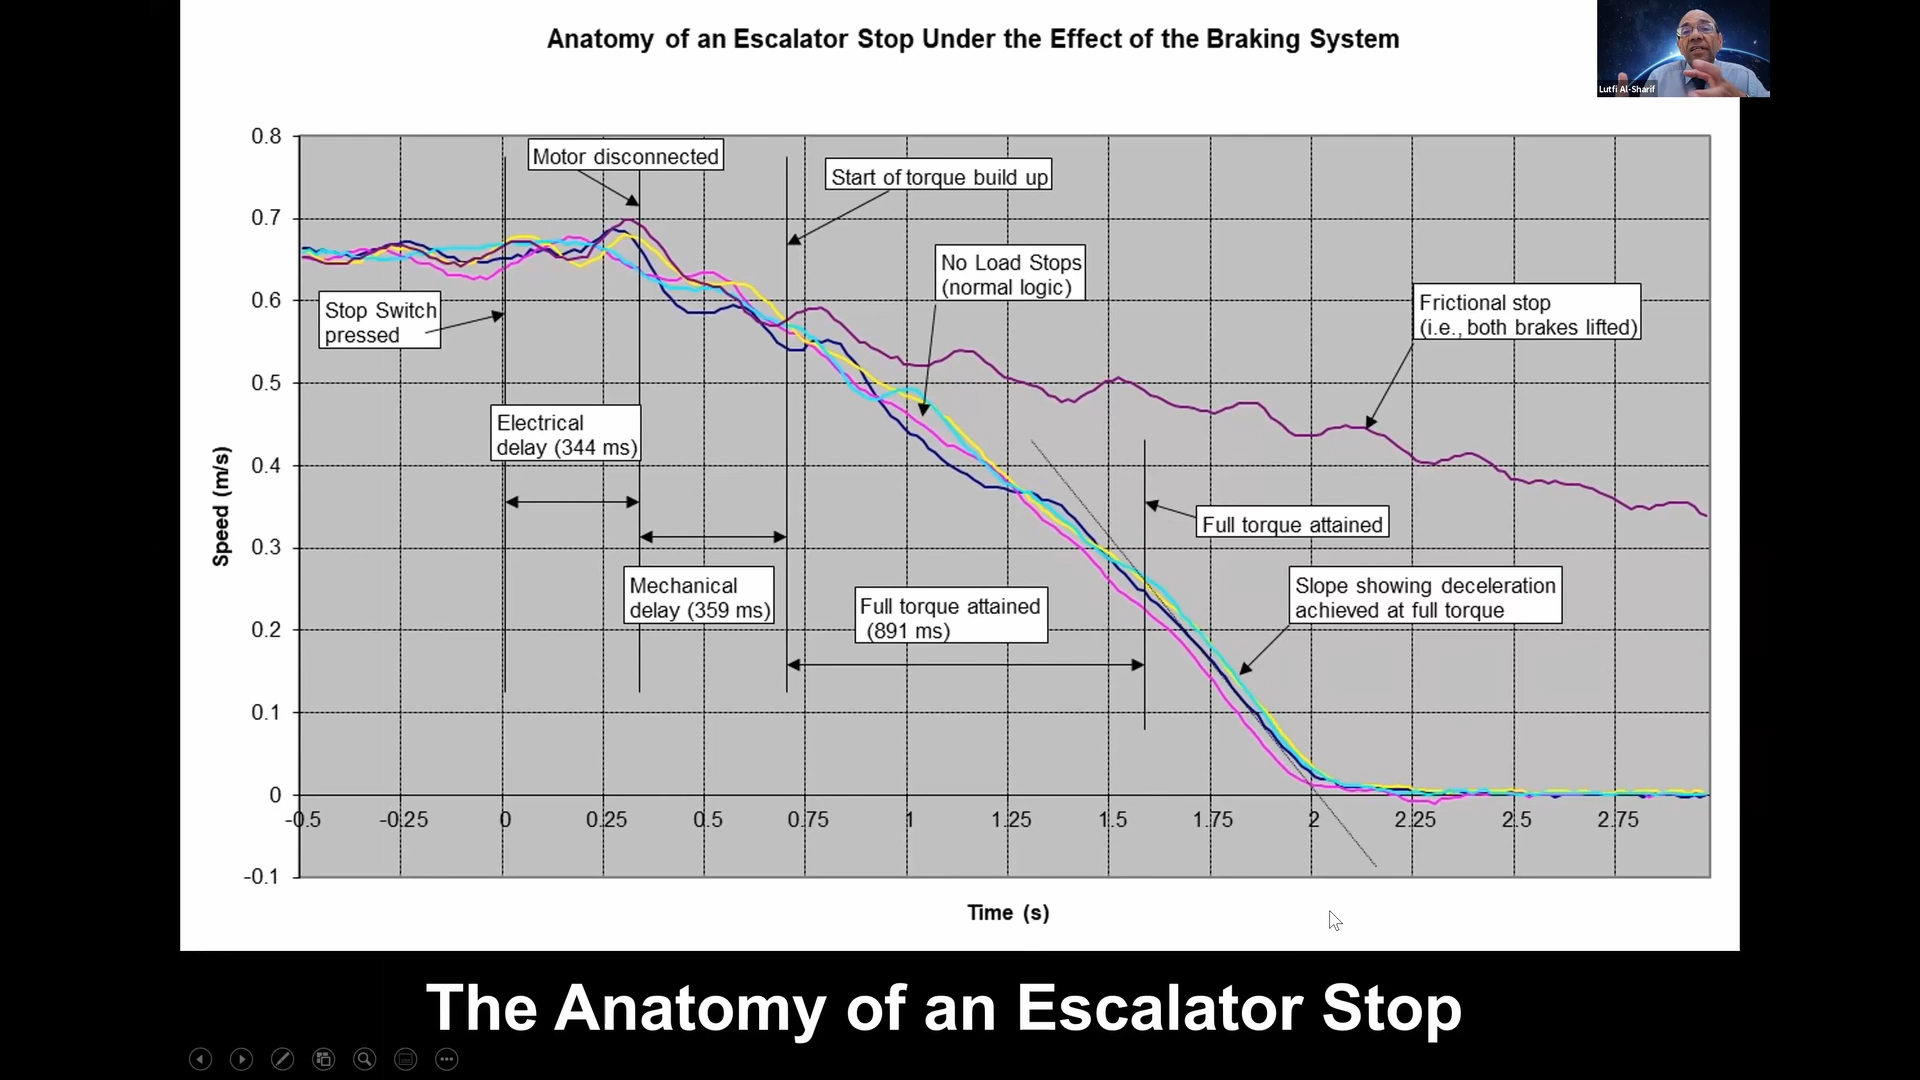 Anatomy of an Escalator Stop Under the Effect of the Braking System
Lutfi Al-Sharif
0.8
0.7
0.6
0.5
0.4
0.3
0.2
0.1
0
-0.1
Speed (m/s)
Motor disconnected
Start of torque build up
No Load Stops
(normal logic)
Frictional stop
(i.e., both brakes lifted)
Stop Switch
pressed
Electrical
delay (344 ms)
Mechanical
delay (359 ms)
Full torque attained
(891 ms)
Full torque attained
Slope showing deceleration
achieved at full torque
-0.5 -0.25 0 0.25 0.5 0.75 1 1.25 1.5 1.75 2 2.25 2.5 2.75
Time (s)
The Anatomy of an Escalator Stop